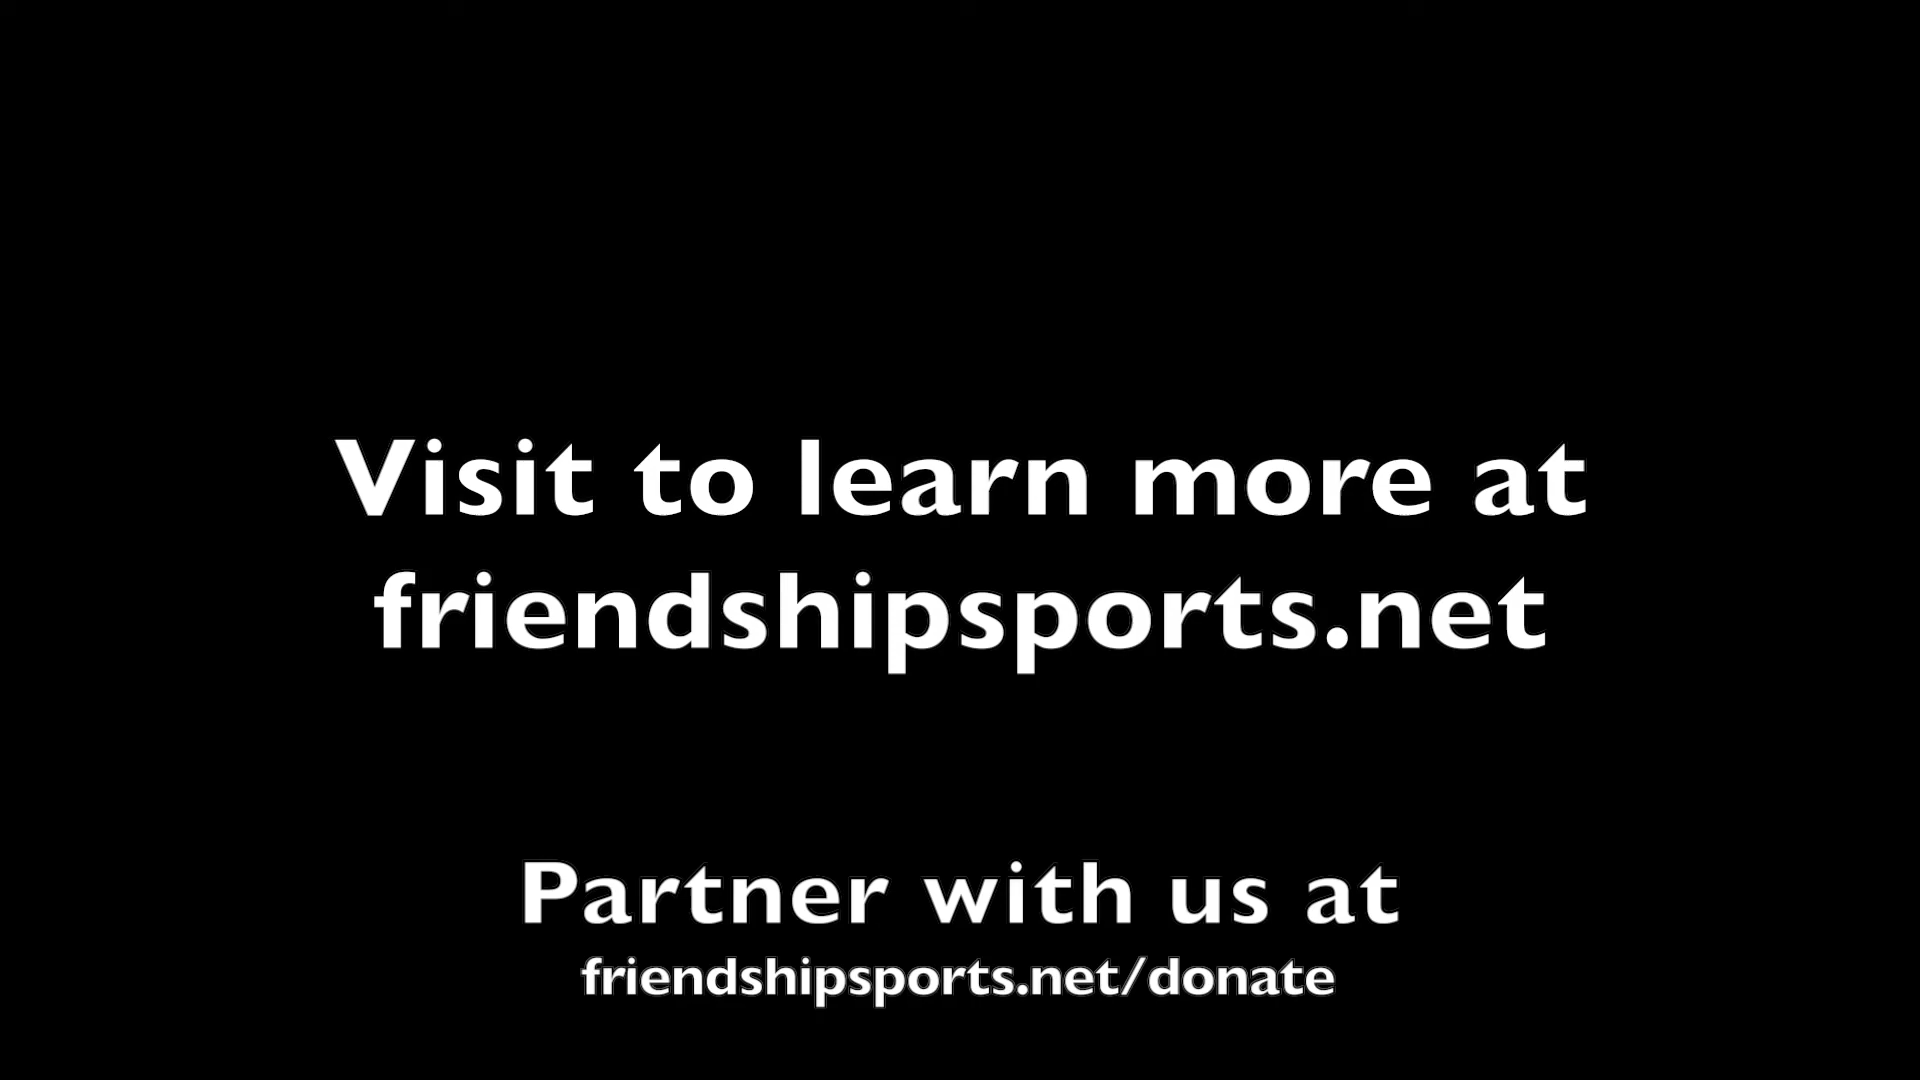 Visit to learn more at
friendshipsports.net
Partner with us at
friendshipsports.net/donate